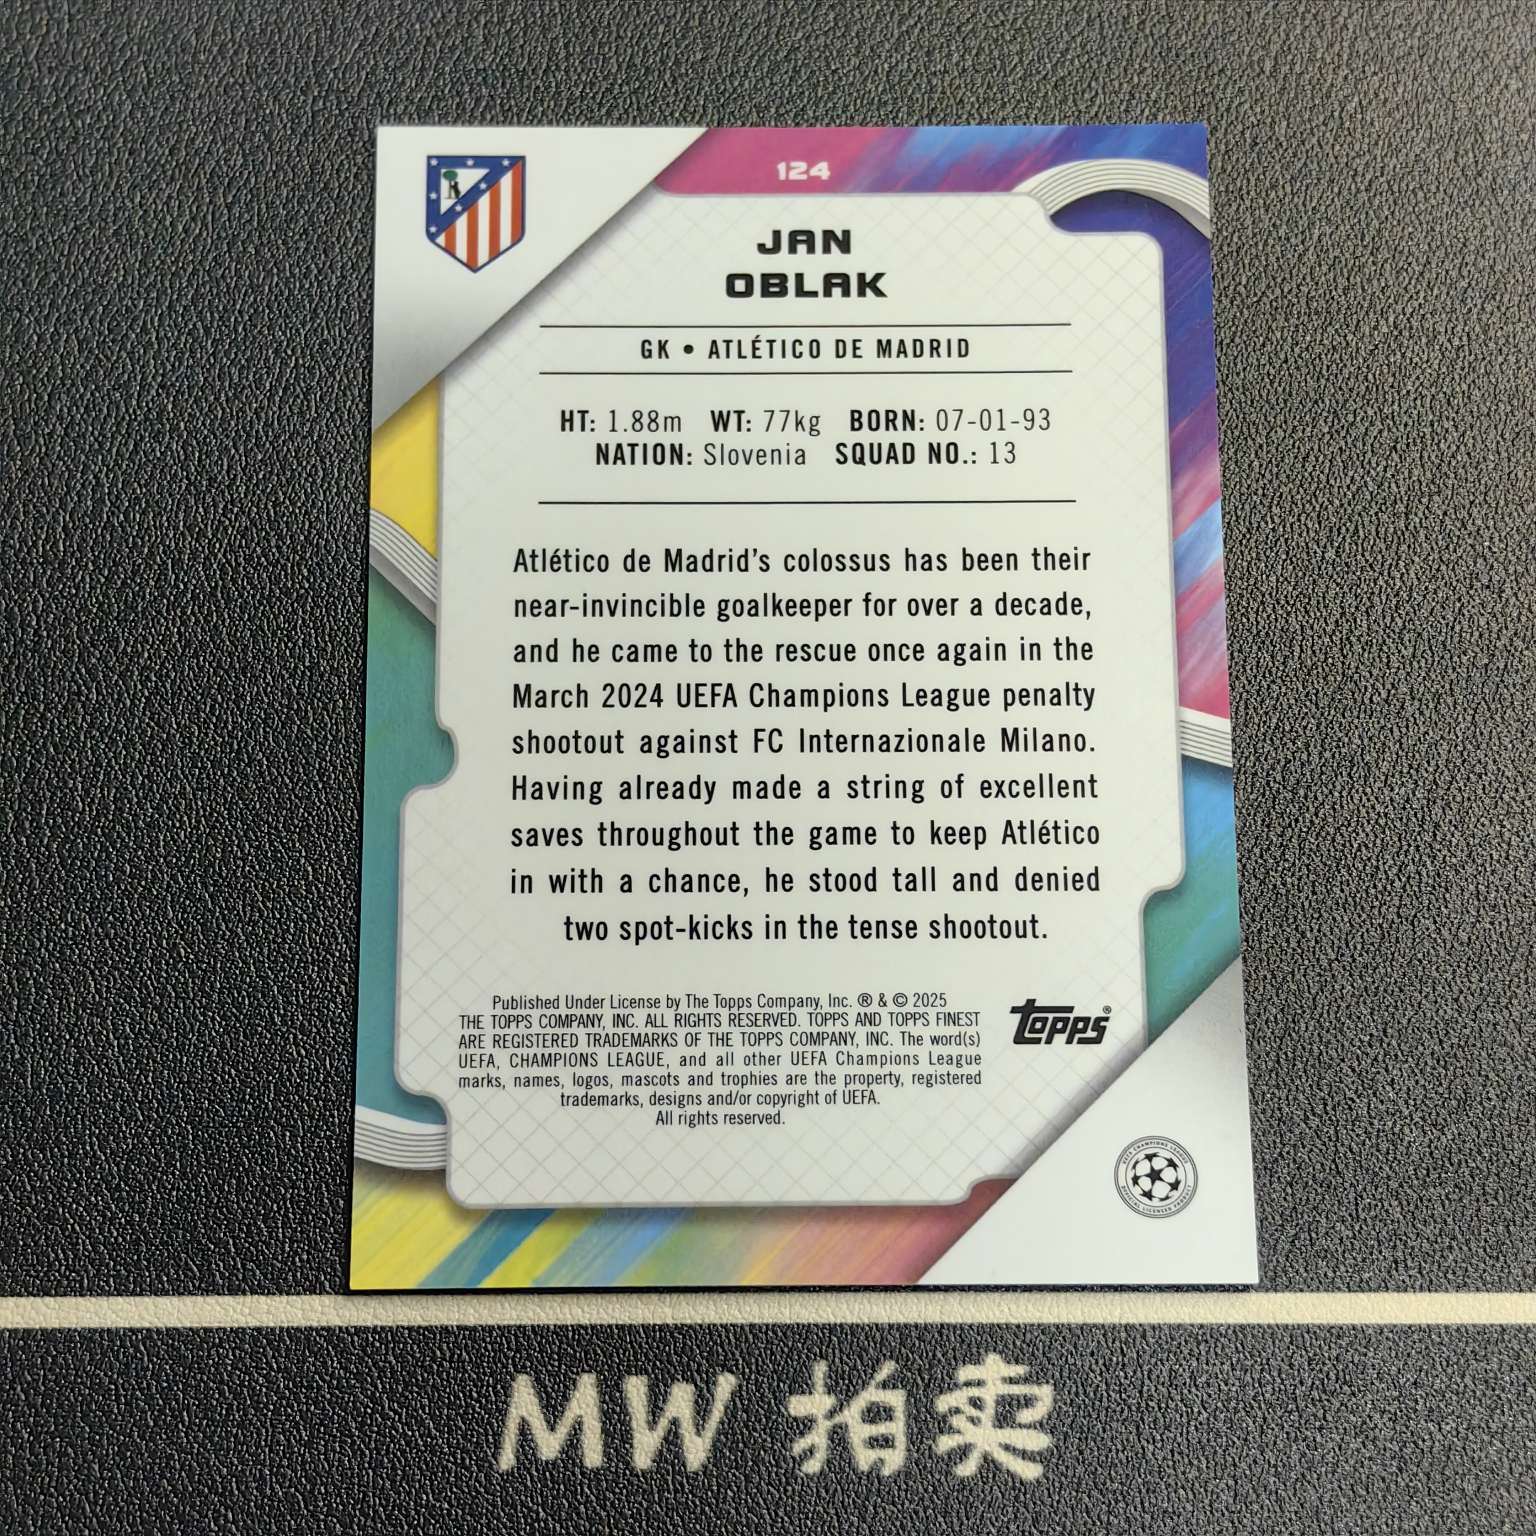 124
JAN
OBLAK
GK • ATLÉTICO DE MADRID
HT: 1.88m WT: 77kg BORN: 07-01-93
NATION: Slovenia SQUAD NO.: 13
Atlético de Madrid’s colossus has been their
near-invincible goalkeeper for over a decade,
and he came to the rescue once again in the
March 2024 UEFA Champions League penalty
shootout against FC Internazionale Milano.
Having already made a string of excellent
saves throughout the game to keep Atlético
in with a chance, he stood tall and denied
two spot-kicks in the tense shootout.
Published Under License by The Topps Company, Inc. ® & © 2025
THE TOPPS COMPANY, INC. ALL RIGHTS RESERVED. TOPPS AND TOPPS FINEST
ARE REGISTERED TRADEMARKS OF THE TOPPS COMPANY, INC. The word(s)
UEFA, CHAMPIONS LEAGUE, and all other UEFA Champions League
marks, names, logos, mascots and trophies are the property, registered
trademarks, designs and/or copyright of UEFA.
All rights reserved.
Topps®
UEFA CHAMPIONS LEAGUE
OFFICIAL LICENSED PRODUCT
MW 拍卖